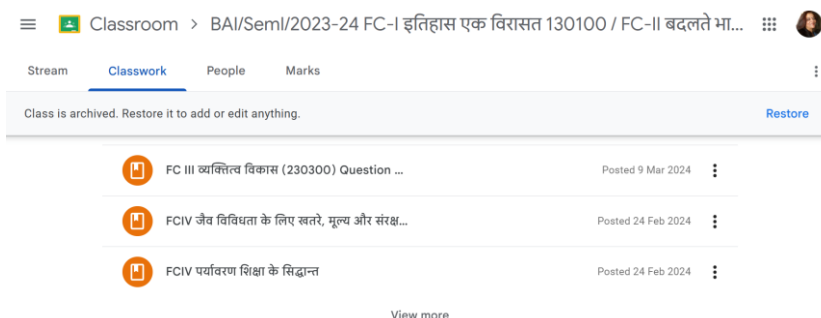 Classroom > BAI/SemI/2023-24 FC-I इतिहास एक विरासत 130100 / FC-II बदलते भा...
Stream Classwork People Marks
Class is archived. Restore it to add or edit anything. Restore
FC III व्यक्तित्व विकास (230300) Question ... Posted 9 Mar 2024
FCIV जैव विविधता के लिए खतरे, मूल्य और संरक्ष... Posted 24 Feb 2024
FCIV पर्यावरण शिक्षा के सिद्धान्त Posted 24 Feb 2024
View more